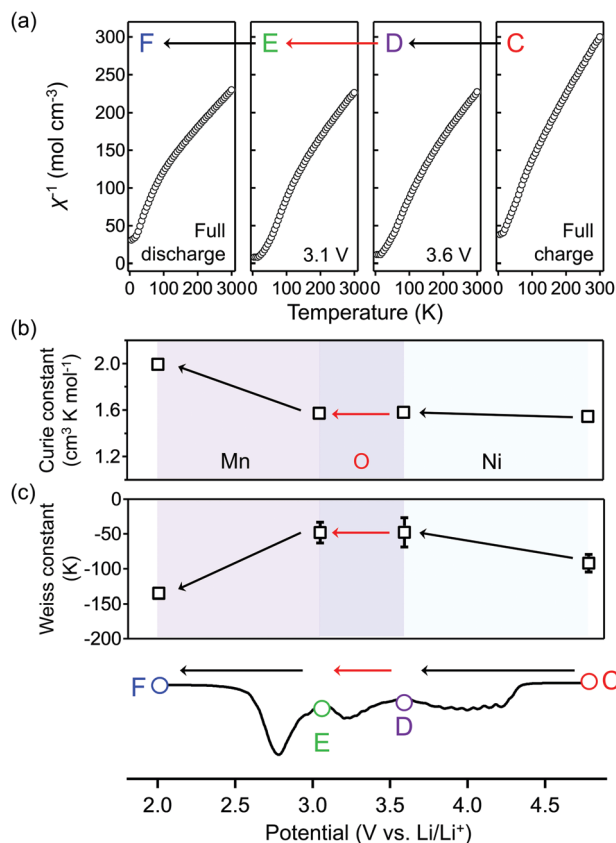 (a)
F E D C
300
250
200
150
100
50
0
χ⁻¹ (mol cm⁻³)
Full discharge
3.1 V
3.6 V
Full charge
0 100 200 300 0 100 200 300 0 100 200 300 0 100 200 300
Temperature (K)
(b)
2.0
1.6
1.2
Curie constant
(cm³ K mol⁻¹)
Mn O Ni
(c)
0
-50
-100
-150
-200
Weiss constant
(K)
F E D C
2.0 2.5 3.0 3.5 4.0 4.5
Potential (V vs. Li/Li⁺)